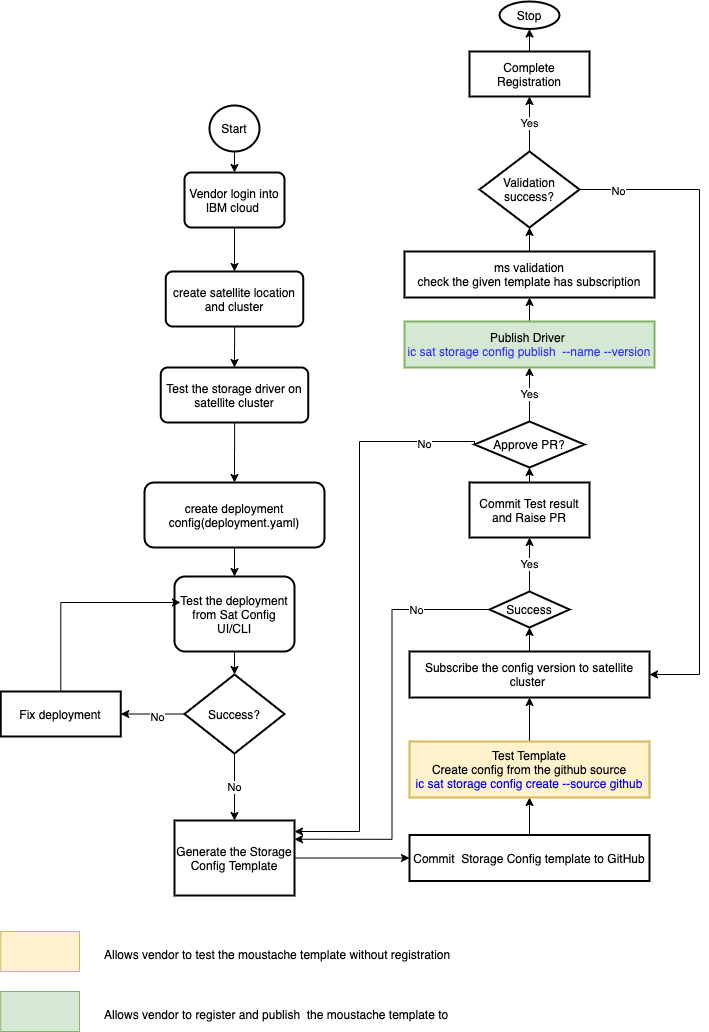 Start
Vendor login into
IBM cloud
create satellite location
and cluster
Test the storage driver on
satellite cluster
create deployment
config(deployment.yaml)
Test the deployment
from Sat Config
UI/CLI
Success?
No
Fix deployment
No
Generate the Storage
Config Template
Commit  Storage Config template to GitHub
Test Template
Create config from the github source
ic sat storage config create --source github
Subscribe the config version to satellite
cluster
Success
No
Yes
Commit Test result
and Raise PR
Approve PR?
No
Yes
Publish Driver
ic sat storage config publish  --name --version
ms validation
check the given template has subscription
Validation
success?
No
Yes
Complete
Registration
Stop
Allows vendor to test the moustache template without registration
Allows vendor to register and publish  the moustache template to